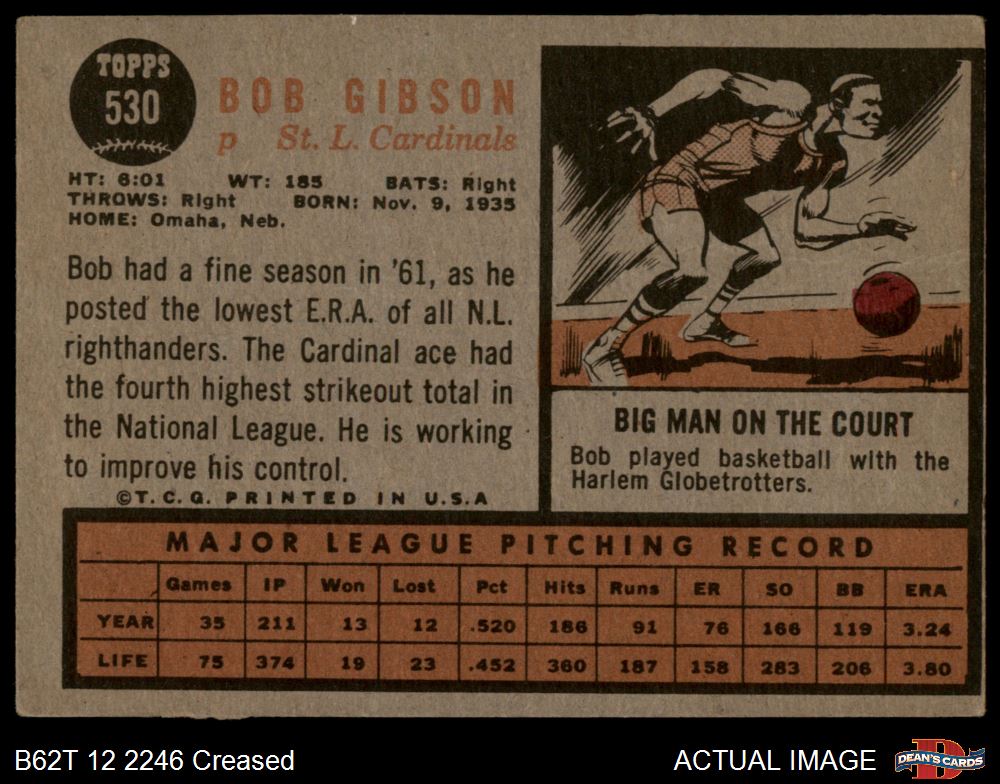 TOPPS
530
BOB GIBSON
p St. L. Cardinals
HT: 6:01 WT: 185 BATS: Right
THROWS: Right BORN: Nov. 9, 1935
HOME: Omaha, Neb.
Bob had a fine season in '61, as he
posted the lowest E.R.A. of all N.L.
righthanders. The Cardinal ace had
the fourth highest strikeout total in
the National League. He is working
to improve his control.
©T. C. G. PRINTED IN U.S.A
BIG MAN ON THE COURT
Bob played basketball with the
Harlem Globetrotters.
MAJOR LEAGUE PITCHING RECORD
Games IP Won Lost Pct Hits Runs ER SO BB ERA
YEAR 35 211 13 12 .520 186 91 76 166 119 3.24
LIFE 75 374 19 23 .452 360 187 158 283 206 3.80
B62T 12 2246 Creased
ACTUAL IMAGE
D
DEAN'S CARDS